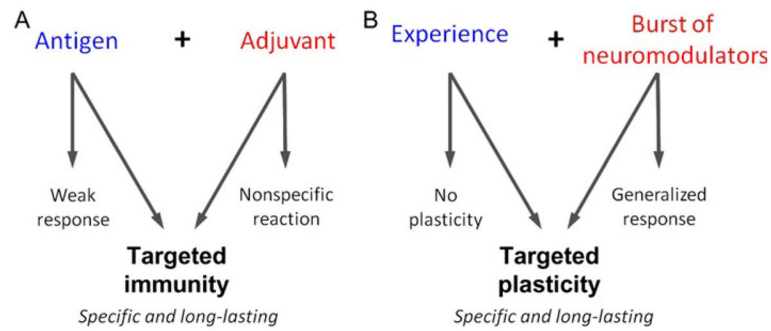 A
Antigen + Adjuvant
Weak
response
Nonspecific
reaction
Targeted
immunity
Specific and long-lasting
B
Experience + Burst of
neuromodulators
No
plasticity
Generalized
response
Targeted
plasticity
Specific and long-lasting